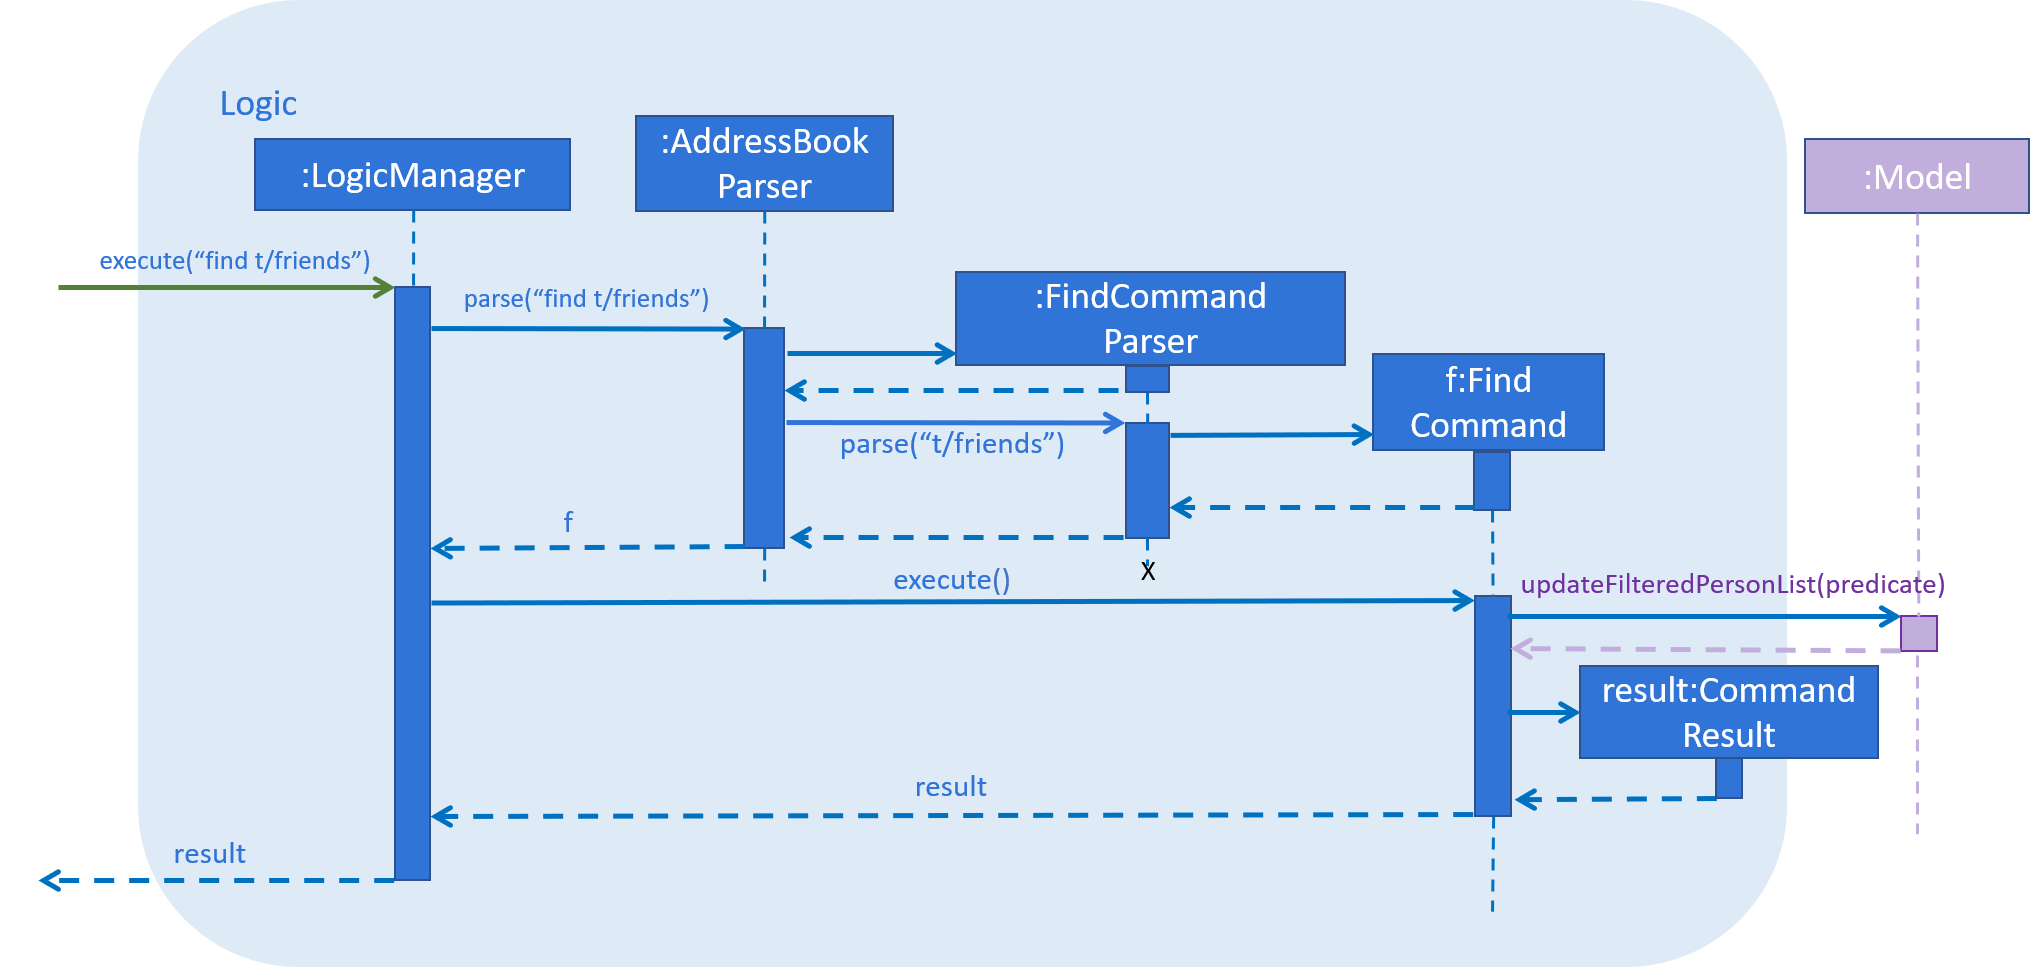 Logic
:LogicManager
:AddressBook
Parser
:Model
execute(“find t/friends”)
parse(“find t/friends”)
:FindCommand
Parser
f:Find
Command
parse(“t/friends”)
f
X
execute()
updateFilteredPersonList(predicate)
result:Command
Result
result
result